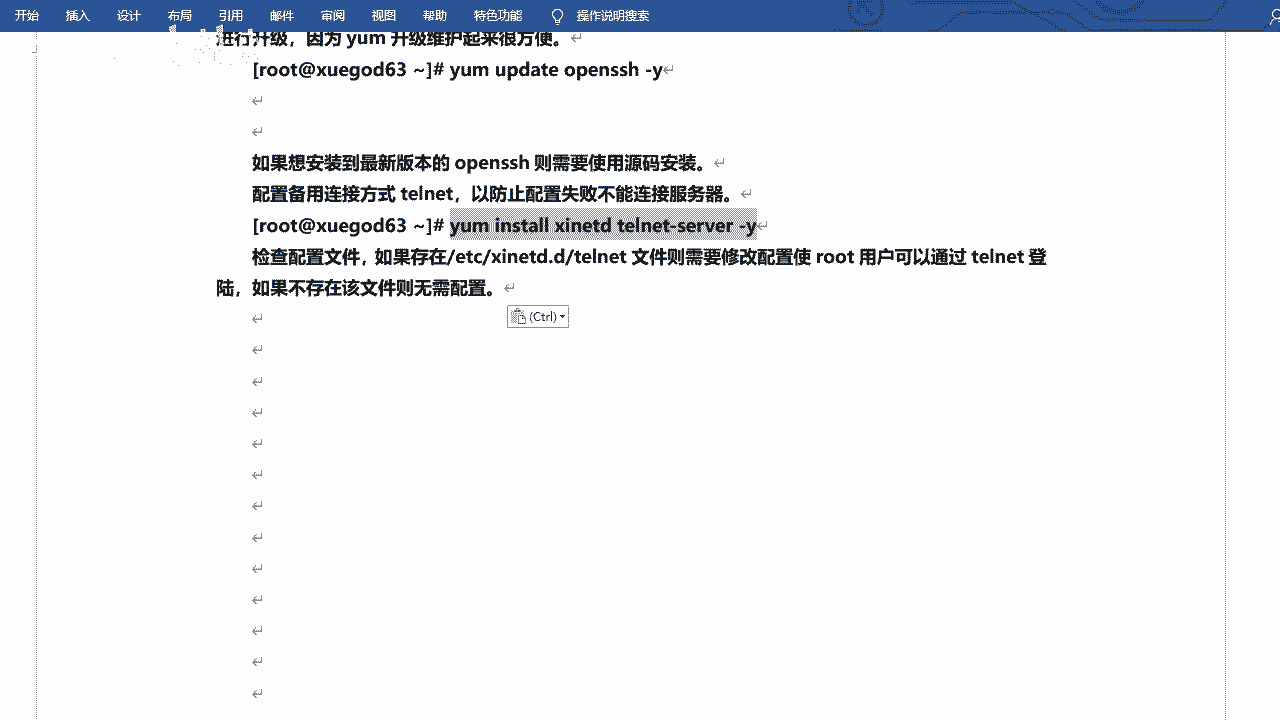 开始 插入 设计 布局 引用 邮件 审阅 视图 帮助 特色功能 操作说明搜索
进行升级，因为 yum 升级维护起来很方便。
[root@xuegod63 ~]# yum update openssh -y
如果想安装到最新版本的 openssh 则需要使用源码安装。
配置备用连接方式 telnet，以防止配置失败不能连接服务器。
[root@xuegod63 ~]# yum install xinetd telnet-server -y
检查配置文件，如果存在/etc/xinetd.d/telnet 文件则需要修改配置使 root 用户可以通过 telnet 登
陆，如果不存在该文件则无需配置。
(Ctrl)